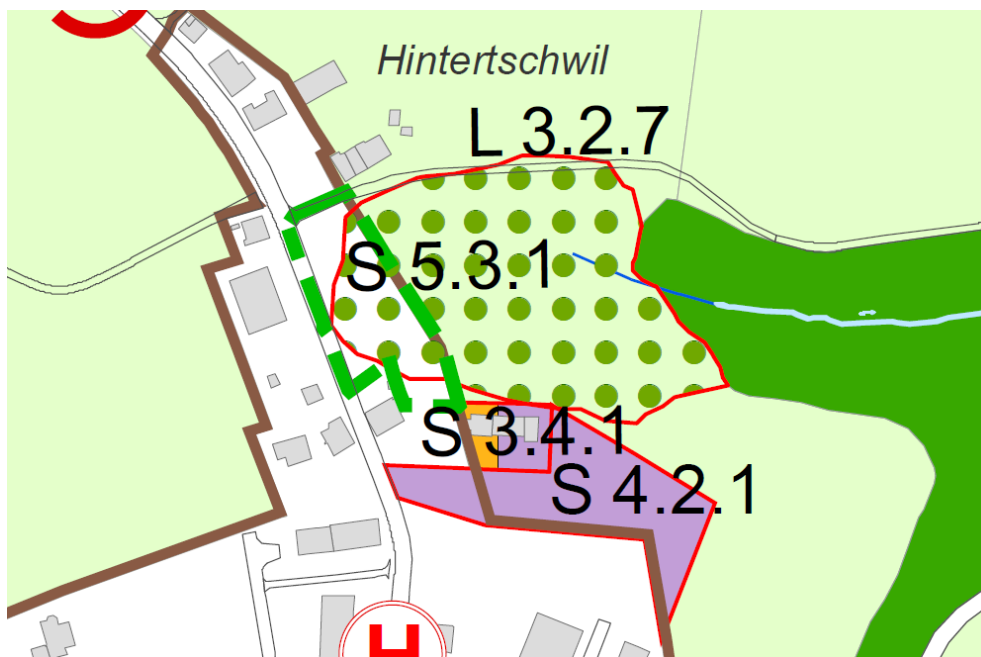 Hintertschwil
L 3.2.7
S 5.3.1
S 3.4.1
S 4.2.1
H